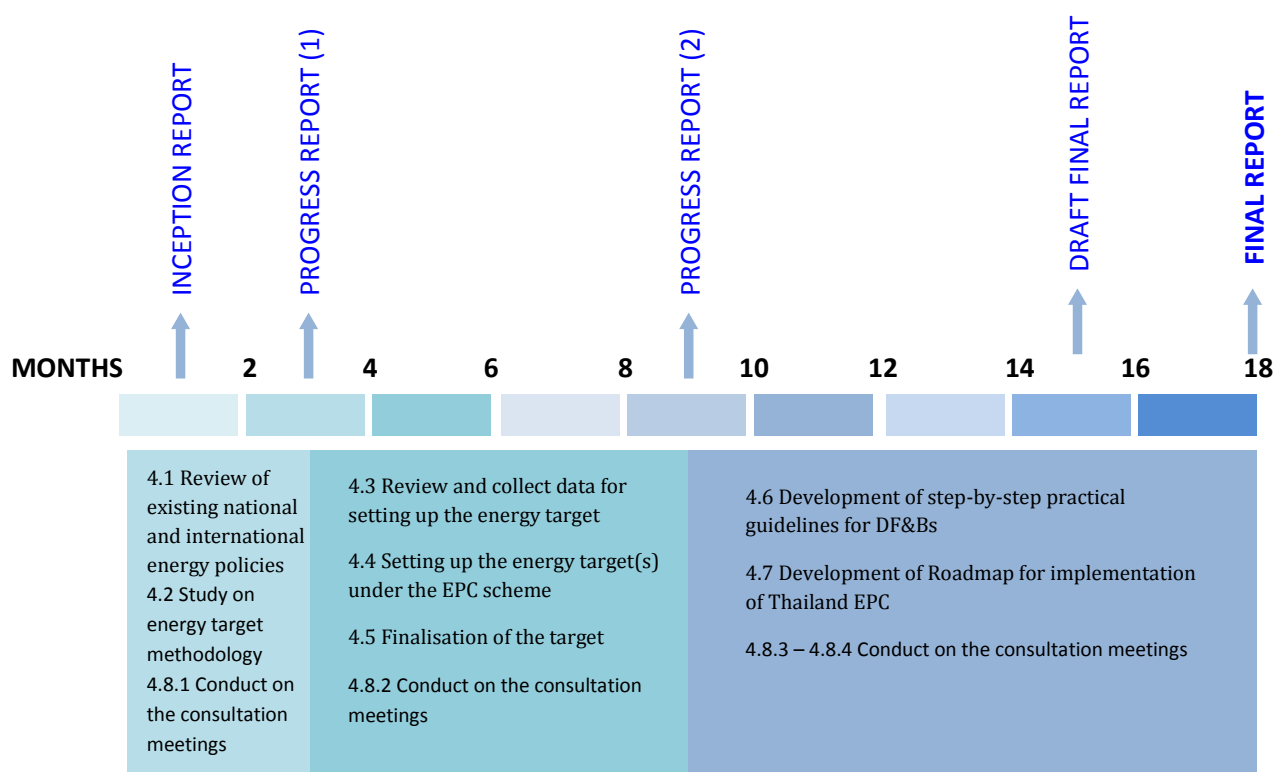 INCEPTION REPORT
PROGRESS REPORT (1)
PROGRESS REPORT (2)
DRAFT FINAL REPORT
FINAL REPORT
MONTHS 2 4 6 8 10 12 14 16 18
4.1 Review of
existing national
and international
energy policies
4.2 Study on
energy target
methodology
4.8.1 Conduct on
the consultation
meetings
4.3 Review and collect data for
setting up the energy target
4.4 Setting up the energy target(s)
under the EPC scheme
4.5 Finalisation of the target
4.8.2 Conduct on the consultation
meetings
4.6 Development of step-by-step practical
guidelines for DF&Bs
4.7 Development of Roadmap for implementation
of Thailand EPC
4.8.3 – 4.8.4 Conduct on the consultation meetings